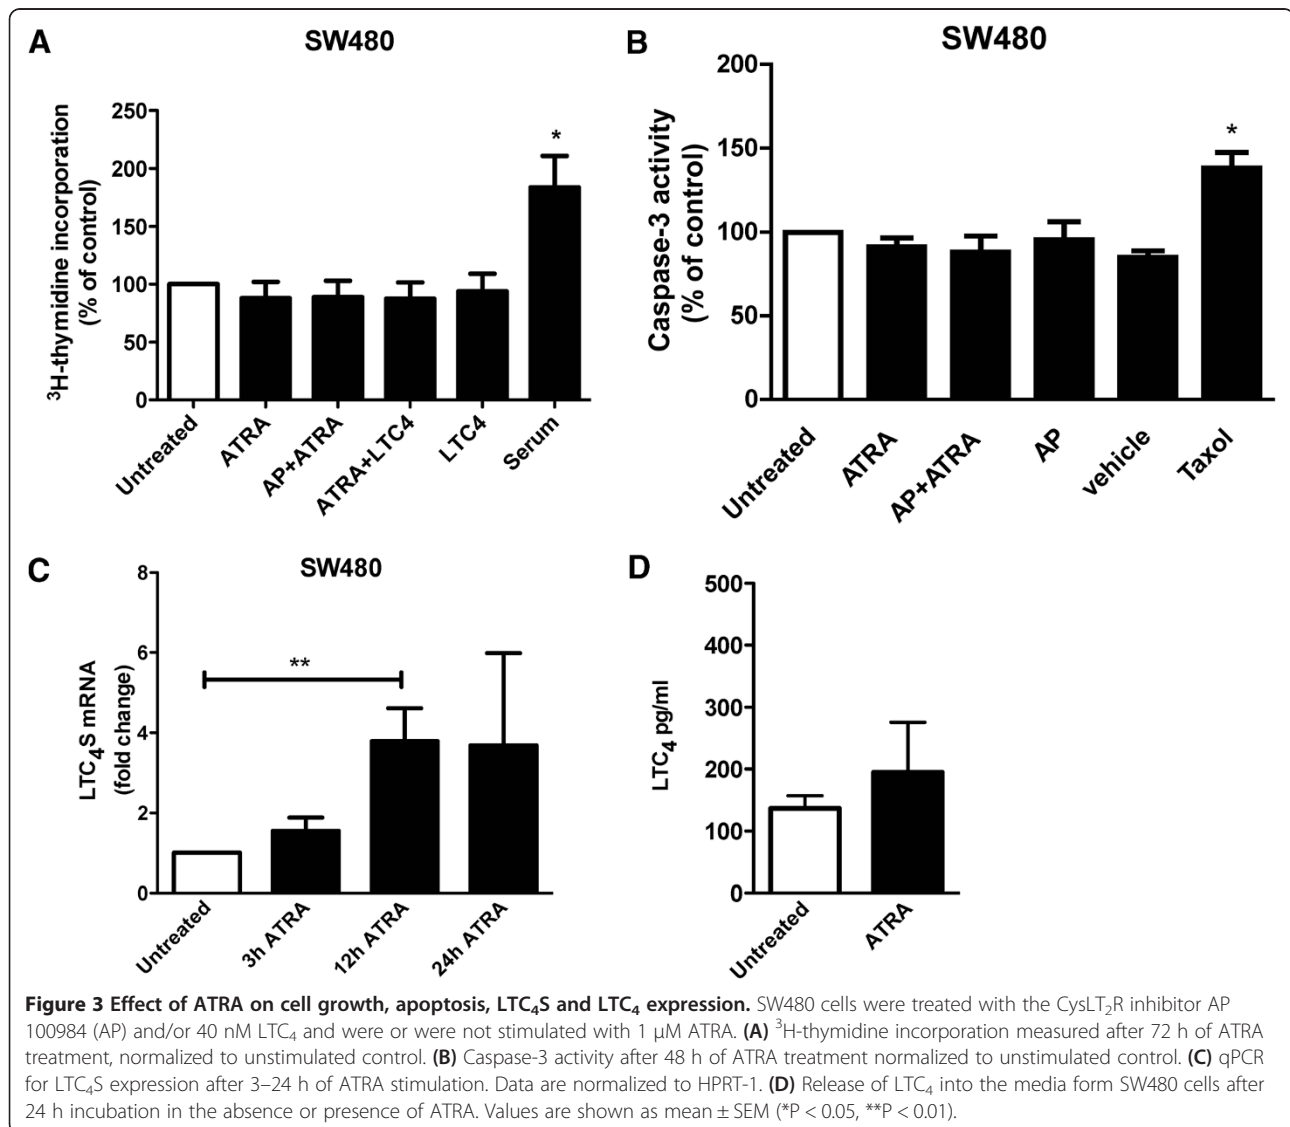 A
SW480
³H-thymidine incorporation
(% of control)
250
200
150
100
50
0
*
Untreated
ATRA
AP+ATRA
ATRA+LTC4
LTC4
Serum
B
SW480
Caspase-3 activity
(% of control)
200
150
100
50
0
*
Untreated
ATRA
AP+ATRA
AP
vehicle
Taxol
C
SW480
LTC₄S mRNA
(fold change)
8
6
4
2
0
**
Untreated
3h ATRA
12h ATRA
24h ATRA
D
LTC₄ pg/ml
500
400
300
200
100
0
Untreated
ATRA
Figure 3 Effect of ATRA on cell growth, apoptosis, LTC₄S and LTC₄ expression. SW480 cells were treated with the CysLT₂R inhibitor AP
100984 (AP) and/or 40 nM LTC₄ and were or were not stimulated with 1 μM ATRA. (A) ³H-thymidine incorporation measured after 72 h of ATRA
treatment, normalized to unstimulated control. (B) Caspase-3 activity after 48 h of ATRA treatment normalized to unstimulated control. (C) qPCR
for LTC₄S expression after 3–24 h of ATRA stimulation. Data are normalized to HPRT-1. (D) Release of LTC₄ into the media form SW480 cells after
24 h incubation in the absence or presence of ATRA. Values are shown as mean ± SEM (*P < 0.05, **P < 0.01).